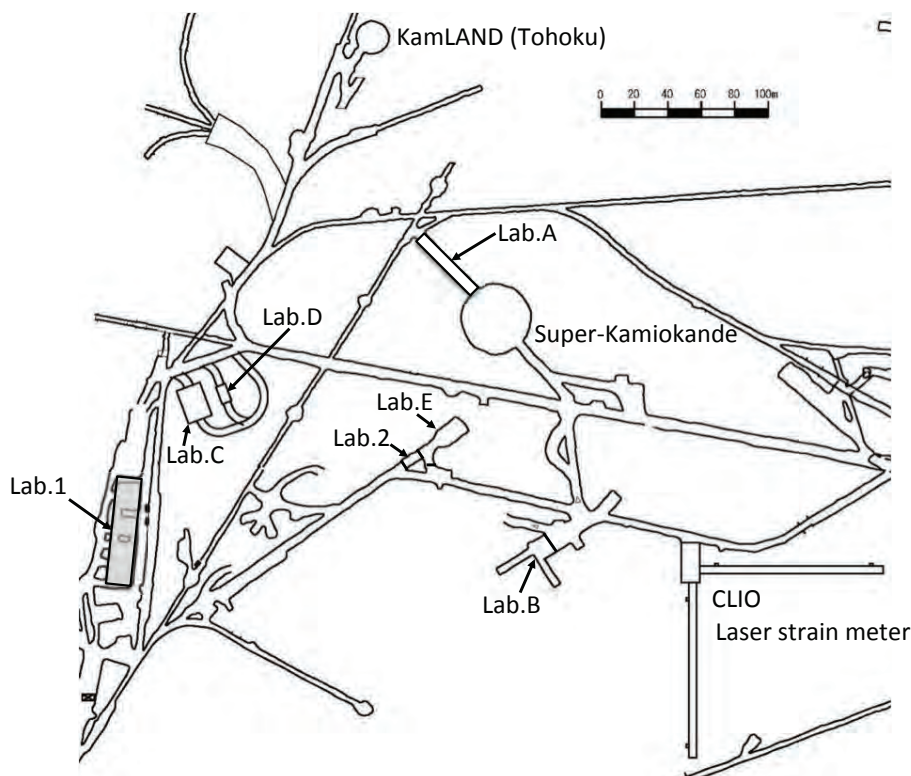 KamLAND (Tohoku)
0 20 40 60 80 100m
Lab.A
Lab.D
Super-Kamiokande
Lab.E
Lab.2
Lab.C
Lab.1
Lab.B
CLIO
Laser strain meter